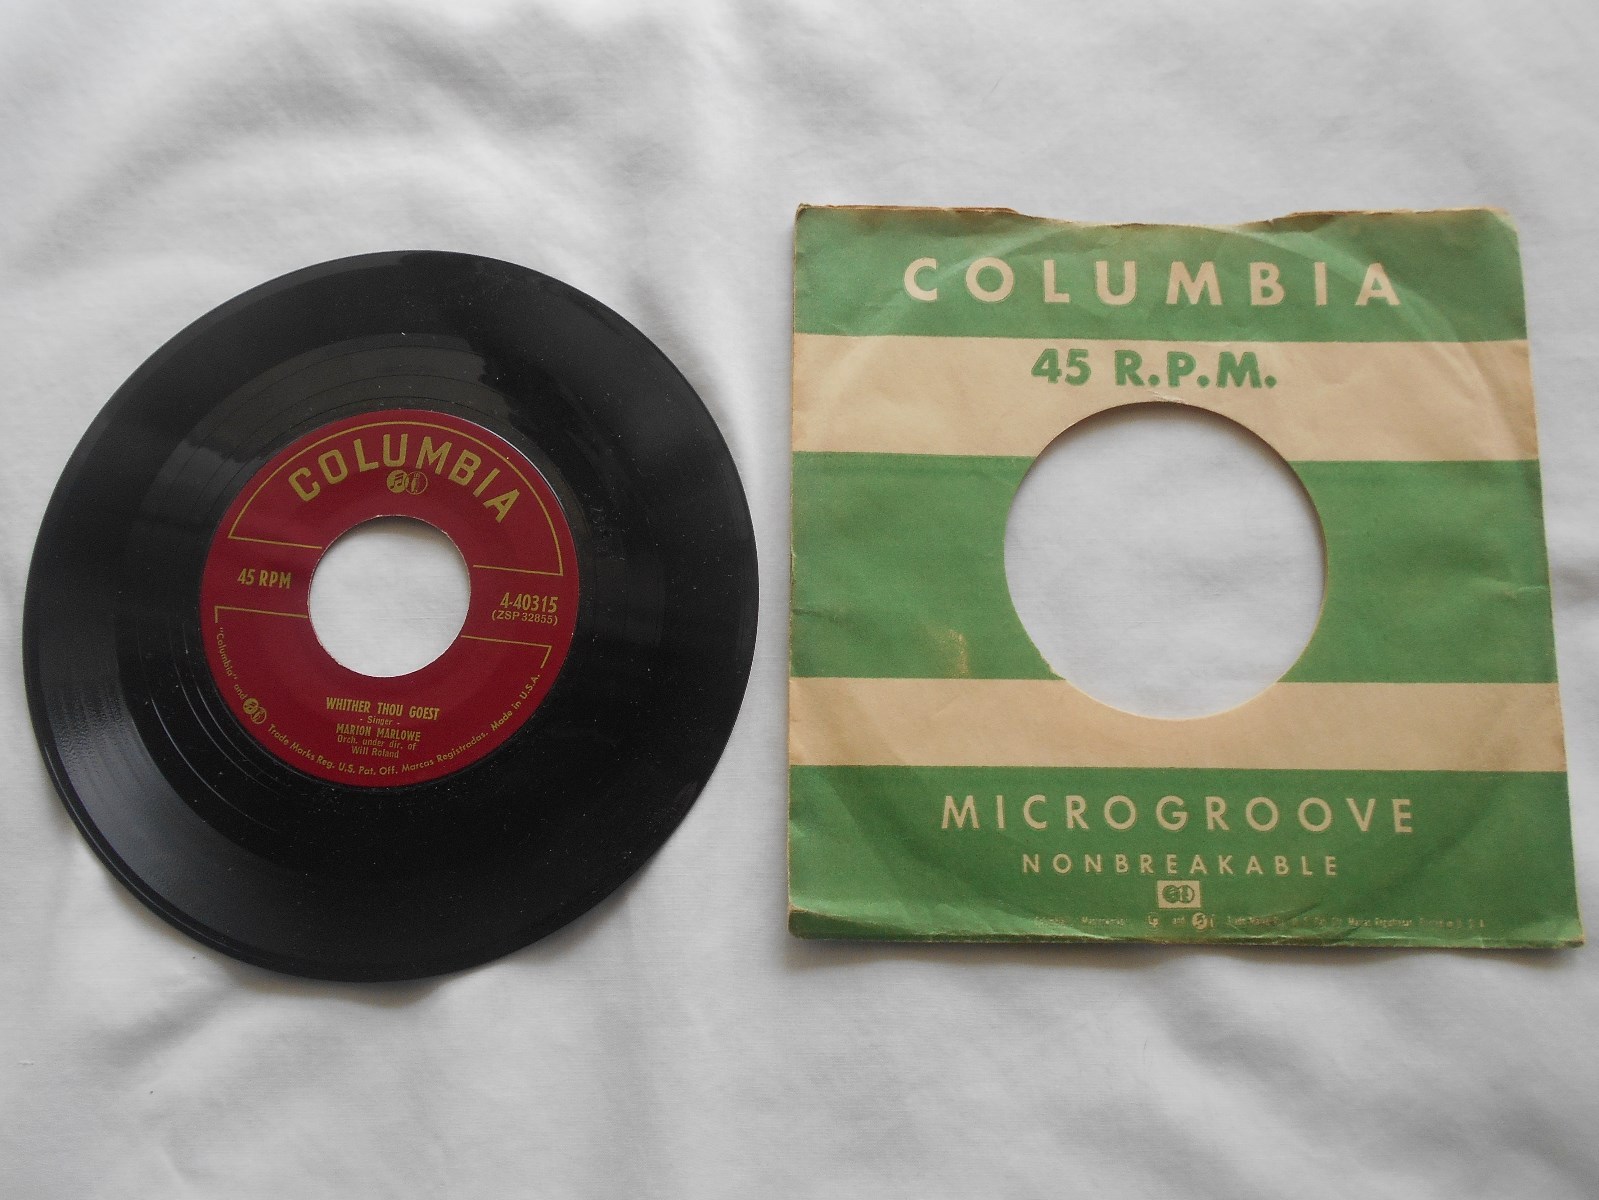 COLUMBIA
45 RPM
4-40315
(ZSP 32855)
WHITHER THOU GOEST
- Singer -
MARION MARLOWE
Orch. under dir. of
Will Roland
"Columbia" and Trade Marks Reg. U.S. Pat. Off. Marcas Registradas. Made in U.S.A.
COLUMBIA
45 R.P.M.
MICROGROOVE
NONBREAKABLE